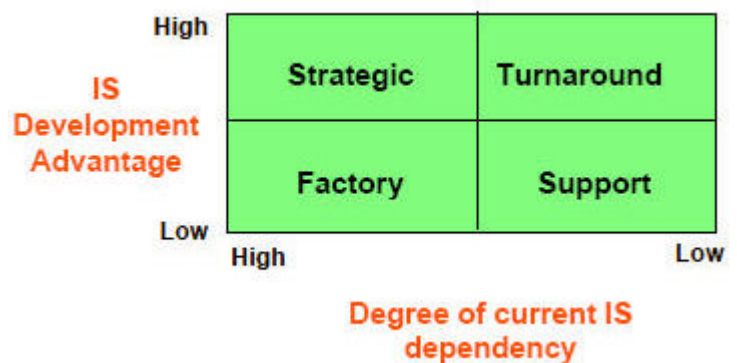 High
Strategic
Turnaround
IS
Development
Advantage
Factory
Support
Low
High
Low
Degree of current IS
dependency